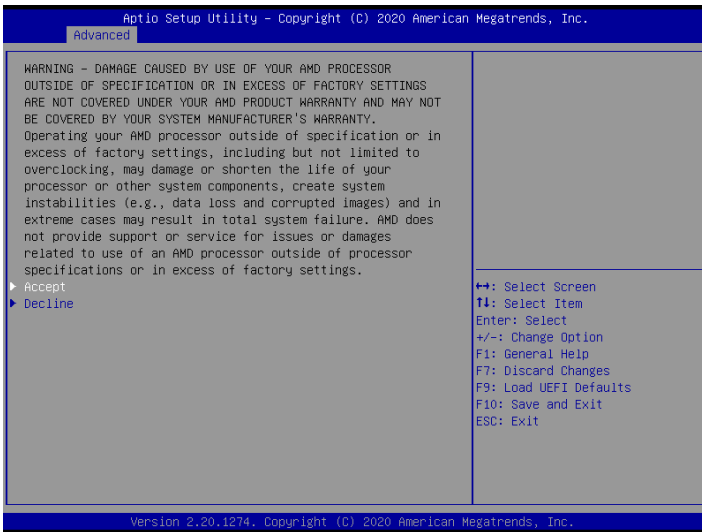 Aptio Setup Utility – Copyright (C) 2020 American Megatrends, Inc.
Advanced
WARNING – DAMAGE CAUSED BY USE OF YOUR AMD PROCESSOR
OUTSIDE OF SPECIFICATION OR IN EXCESS OF FACTORY SETTINGS
ARE NOT COVERED UNDER YOUR AMD PRODUCT WARRANTY AND MAY NOT
BE COVERED BY YOUR SYSTEM MANUFACTURER'S WARRANTY.
Operating your AMD processor outside of specification or in
excess of factory settings, including but not limited to
overclocking, may damage or shorten the life of your
processor or other system components, create system
instabilities (e.g., data loss and corrupted images) and in
extreme cases may result in total system failure. AMD does
not provide support or service for issues or damages
related to use of an AMD processor outside of processor
specifications or in excess of factory settings.
Accept
Decline
↔: Select Screen
↑↓: Select Item
Enter: Select
+/-: Change Option
F1: General Help
F7: Discard Changes
F9: Load UEFI Defaults
F10: Save and Exit
ESC: Exit
Version 2.20.1274. Copyright (C) 2020 American Megatrends, Inc.